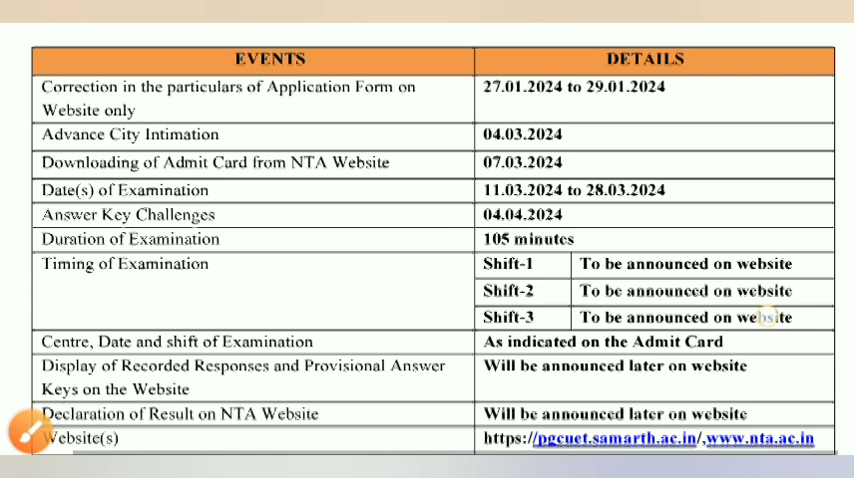 EVENTS DETAILS
Correction in the particulars of Application Form on 27.01.2024 to 29.01.2024
Website only
Advance City Intimation 04.03.2024
Downloading of Admit Card from NTA Website 07.03.2024
Date(s) of Examination 11.03.2024 to 28.03.2024
Answer Key Challenges 04.04.2024
Duration of Examination 105 minutes
Timing of Examination Shift-1 To be announced on website
Shift-2 To be announced on website
Shift-3 To be announced on website
Centre, Date and shift of Examination As indicated on the Admit Card
Display of Recorded Responses and Provisional Answer Will be announced later on website
Keys on the Website
Declaration of Result on NTA Website Will be announced later on website
Website(s) https://pgcuet.samarth.ac.in/,www.nta.ac.in